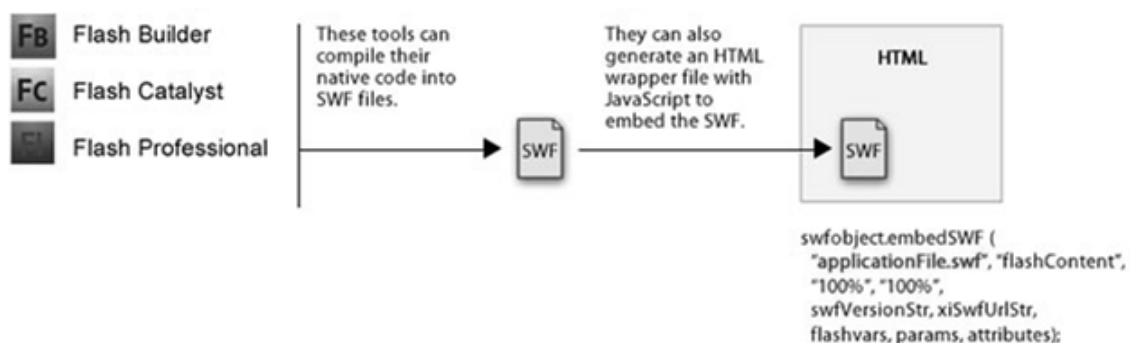 FB Flash Builder
FC Flash Catalyst
Fl Flash Professional
These tools can
compile their
native code into
SWF files.
SWF
They can also
generate an HTML
wrapper file with
JavaScript to
embed the SWF.
HTML
SWF
swfobject.embedSWF (
"applicationFile.swf", "flashContent",
"100%", "100%",
swfVersionStr, xiSwfUrlStr,
flashvars, params, attributes);